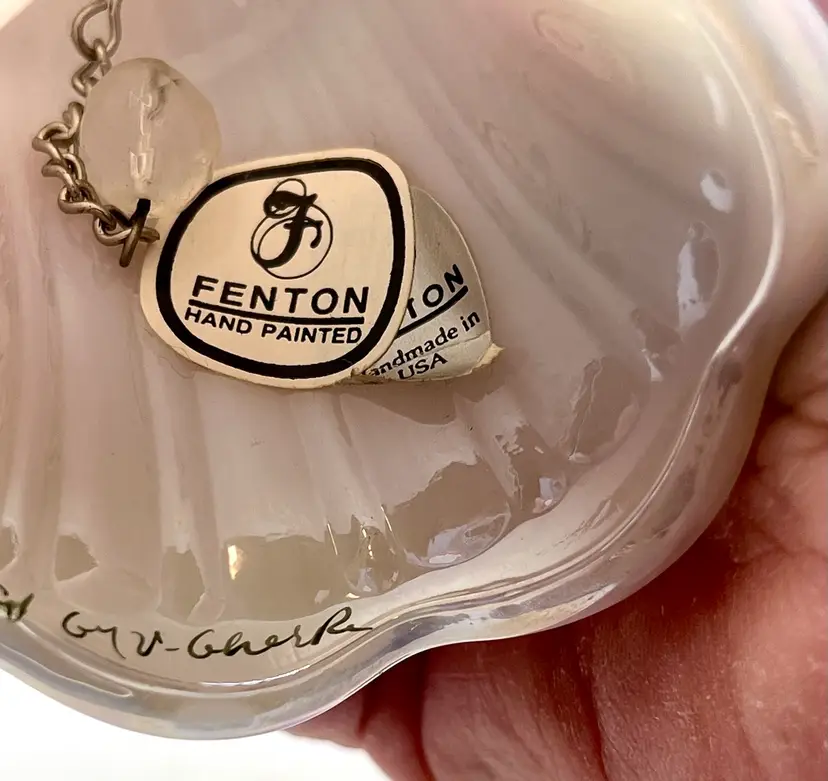 F
FENTON
HAND PAINTED
TON
andmade in
USA